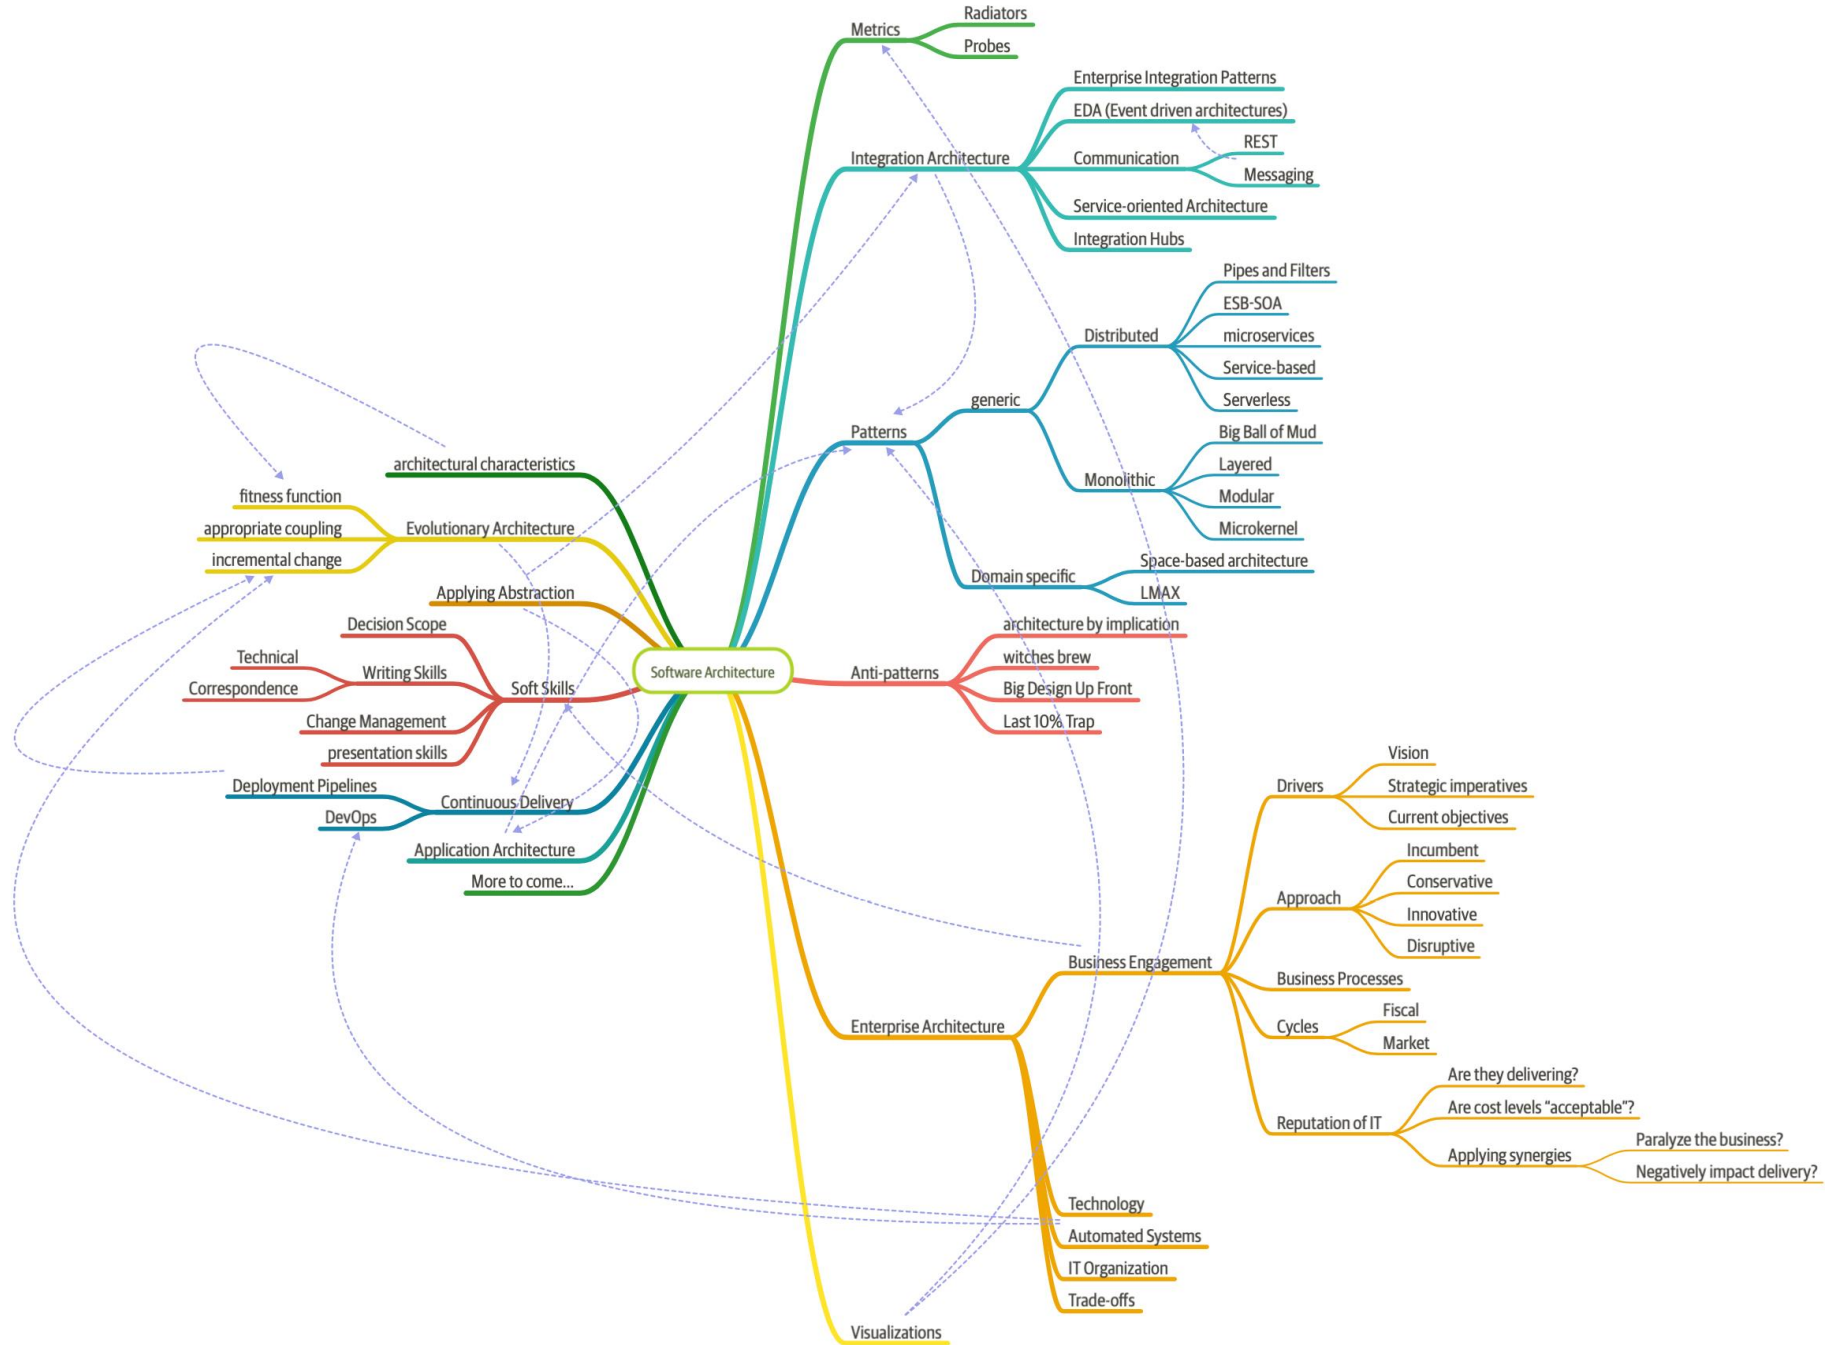 Metrics
Radiators
Probes
Integration Architecture
Enterprise Integration Patterns
EDA (Event driven architectures)
Communication
REST
Messaging
Service-oriented Architecture
Integration Hubs
Patterns
generic
Distributed
Pipes and Filters
ESB-SOA
microservices
Service-based
Serverless
Monolithic
Big Ball of Mud
Layered
Modular
Microkernel
Domain specific
Space-based architecture
LMAX
Anti-patterns
architecture by implication
witches brew
Big Design Up Front
Last 10% Trap
Software Architecture
architectural characteristics
Evolutionary Architecture
fitness function
appropriate coupling
incremental change
Applying Abstraction
Soft Skills
Decision Scope
Writing Skills
Technical
Correspondence
Change Management
presentation skills
Continuous Delivery
Deployment Pipelines
DevOps
Application Architecture
More to come...
Enterprise Architecture
Business Engagement
Drivers
Vision
Strategic imperatives
Current objectives
Approach
Incumbent
Conservative
Innovative
Disruptive
Business Processes
Cycles
Fiscal
Market
Reputation of IT
Are they delivering?
Are cost levels “acceptable”?
Applying synergies
Paralyze the business?
Negatively impact delivery?
Technology
Automated Systems
IT Organization
Trade-offs
Visualizations